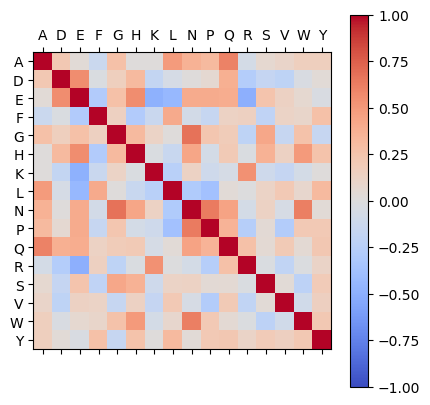 A D E F G H K L N P Q R S V W Y
A
D
E
F
G
H
K
L
N
P
Q
R
S
V
W
Y
1.00
0.75
0.50
0.25
0.00
−0.25
−0.50
−0.75
−1.00